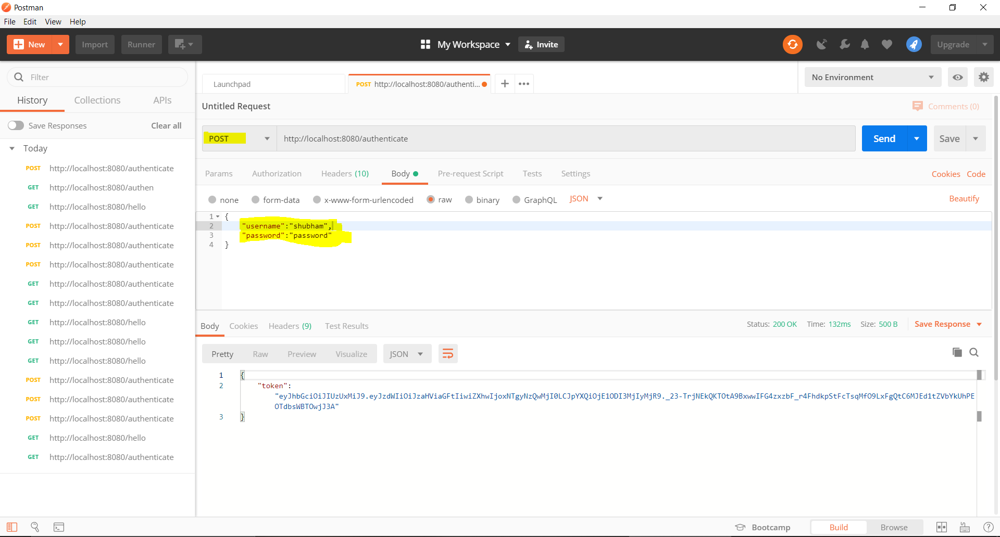 Postman
File Edit View Help
New Import Runner My Workspace Invite Upgrade
Filter
History Collections APIs
Save Responses Clear all
Today
POST http://localhost:8080/authenticate
GET http://localhost:8080/authen
GET http://localhost:8080/hello
POST http://localhost:8080/authenticate
POST http://localhost:8080/authenticate
POST http://localhost:8080/authenticate
GET http://localhost:8080/authenticate
GET http://localhost:8080/authenticate
GET http://localhost:8080/hello
GET http://localhost:8080/hello
GET http://localhost:8080/hello
POST http://localhost:8080/authenticate
POST http://localhost:8080/authenticate
POST http://localhost:8080/authenticate
GET http://localhost:8080/hello
GET http://localhost:8080/authenticate
Launchpad POST http://localhost:8080/authenti... No Environment
Untitled Request Comments (0)
POST http://localhost:8080/authenticate Send Save
Params Authorization Headers (10) Body Pre-request Script Tests Settings Cookies Code
none form-data x-www-form-urlencoded raw binary GraphQL JSON Beautify
1 {
2 "username":"shubham",
3 "password":"password"
4 }
Body Cookies Headers (9) Test Results Status: 200 OK Time: 132ms Size: 500 B Save Response
Pretty Raw Preview Visualize JSON
1 {
2 "token":
"eyJhbGciOiJIUzUxMiJ9.eyJzdWIiOiJzaHViaGFtIiwiZXhwIjoxNTgyNzQwMjI0LCJpYXQiOjE1ODI3MjIyMjR9._23-TrjNEkQKTOtA9BxwwIFG4zxzbF_r4FhdkpStFcTsqMfO9LxFgQtC6MJEd1tZVbYkUhPE
OTdbsWBTOwjJ3A"
3 }
Bootcamp Build Browse